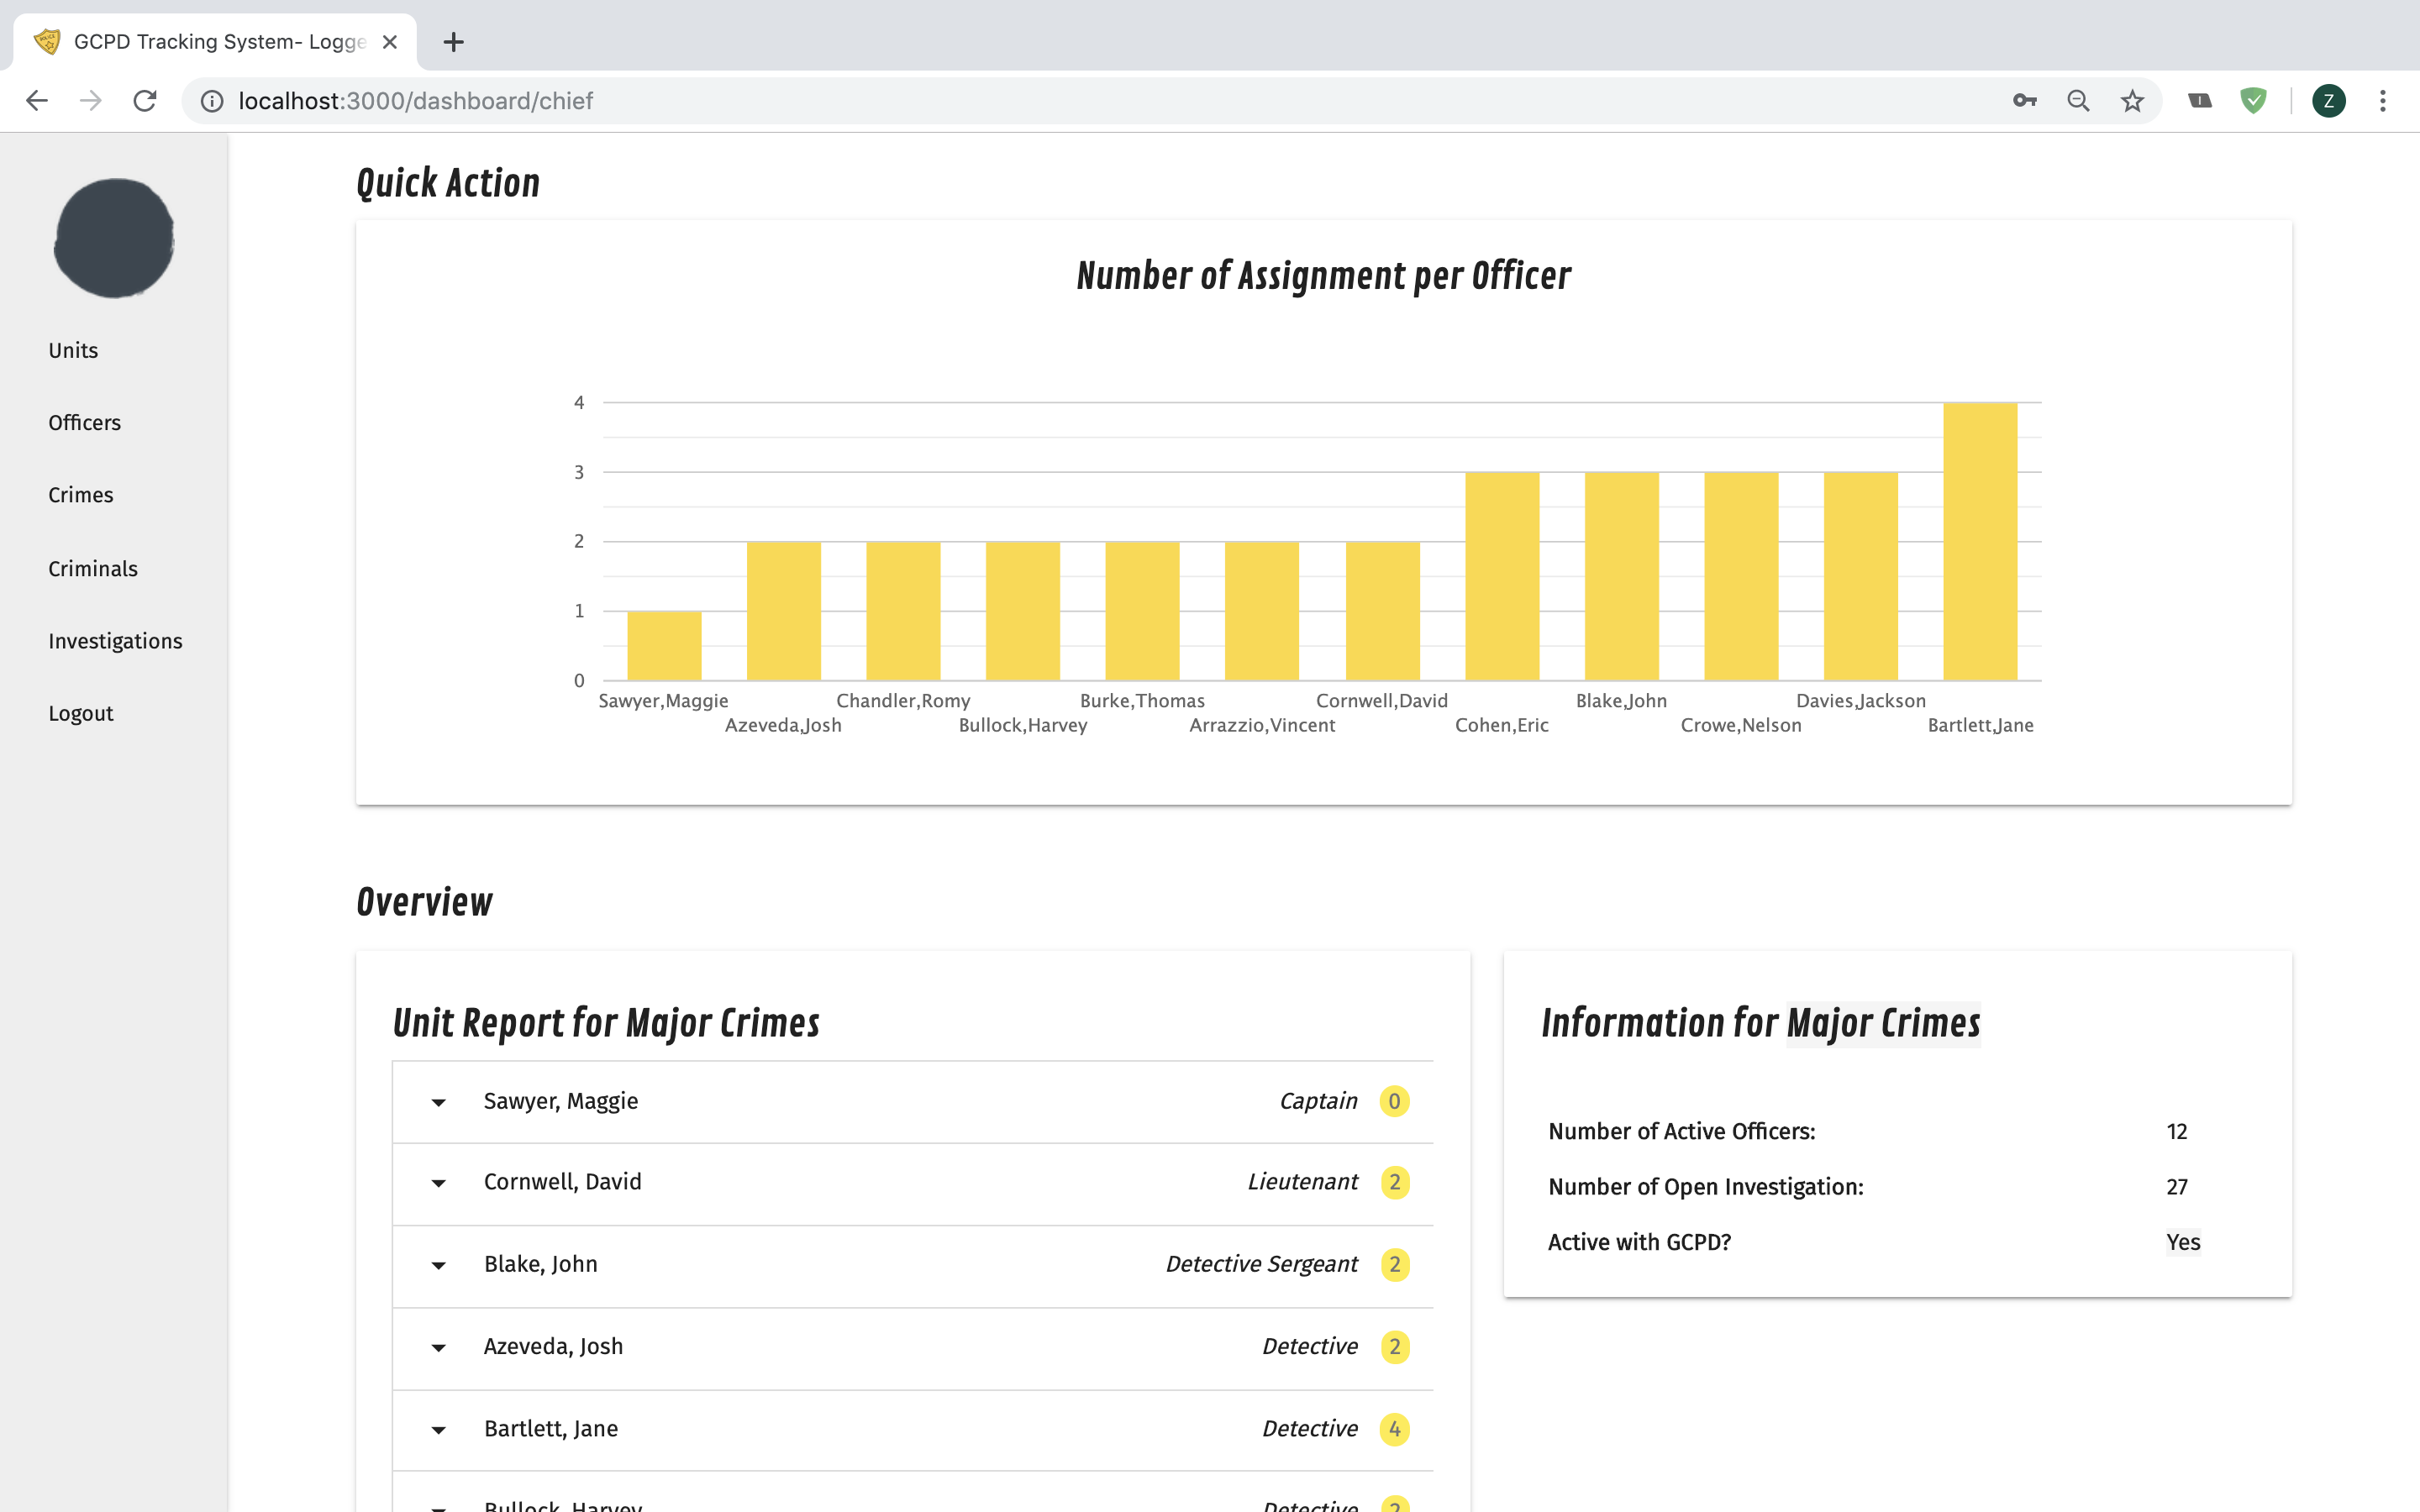 GCPD Tracking System- Logge
localhost:3000/dashboard/chief
Z
Units
Officers
Crimes
Criminals
Investigations
Logout
Quick Action
Number of Assignment per Officer
4
3
2
1
0
Sawyer,Maggie
Azeveda,Josh
Chandler,Romy
Bullock,Harvey
Burke,Thomas
Arrazzio,Vincent
Cornwell,David
Cohen,Eric
Blake,John
Crowe,Nelson
Davies,Jackson
Bartlett,Jane
Overview
Unit Report for Major Crimes
Sawyer, Maggie Captain 0
Cornwell, David Lieutenant 2
Blake, John Detective Sergeant 2
Azeveda, Josh Detective 2
Bartlett, Jane Detective 4
Bullock, Harvey Detective 2
Information for Major Crimes
Number of Active Officers: 12
Number of Open Investigation: 27
Active with GCPD? Yes